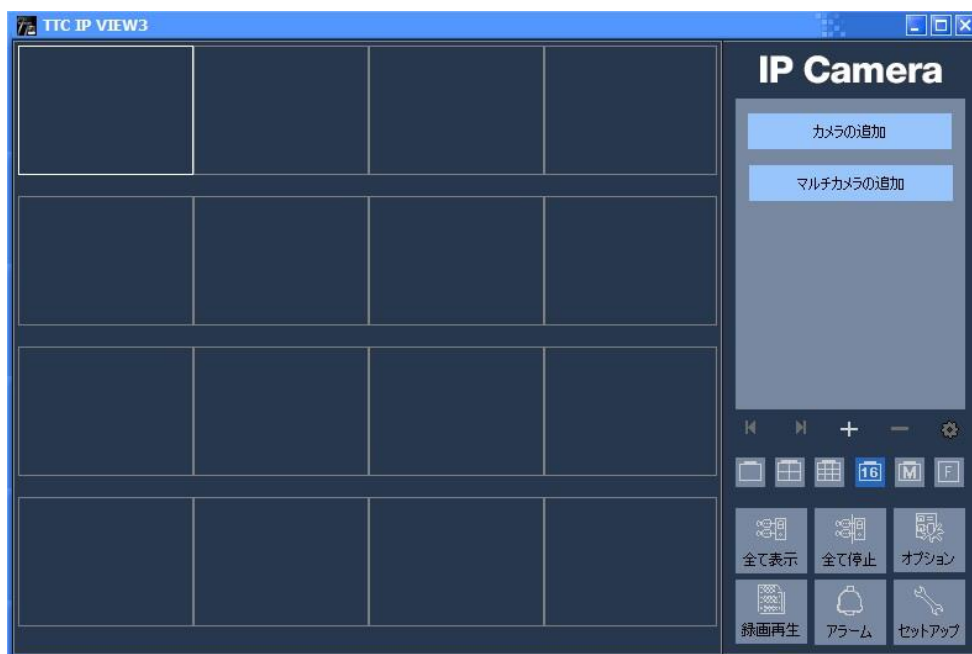 TTC IP VIEW3
IP Camera
カメラの追加
マルチカメラの追加
16 M F
全て表示 全て停止 オプション
録画再生 アラーム セットアップ